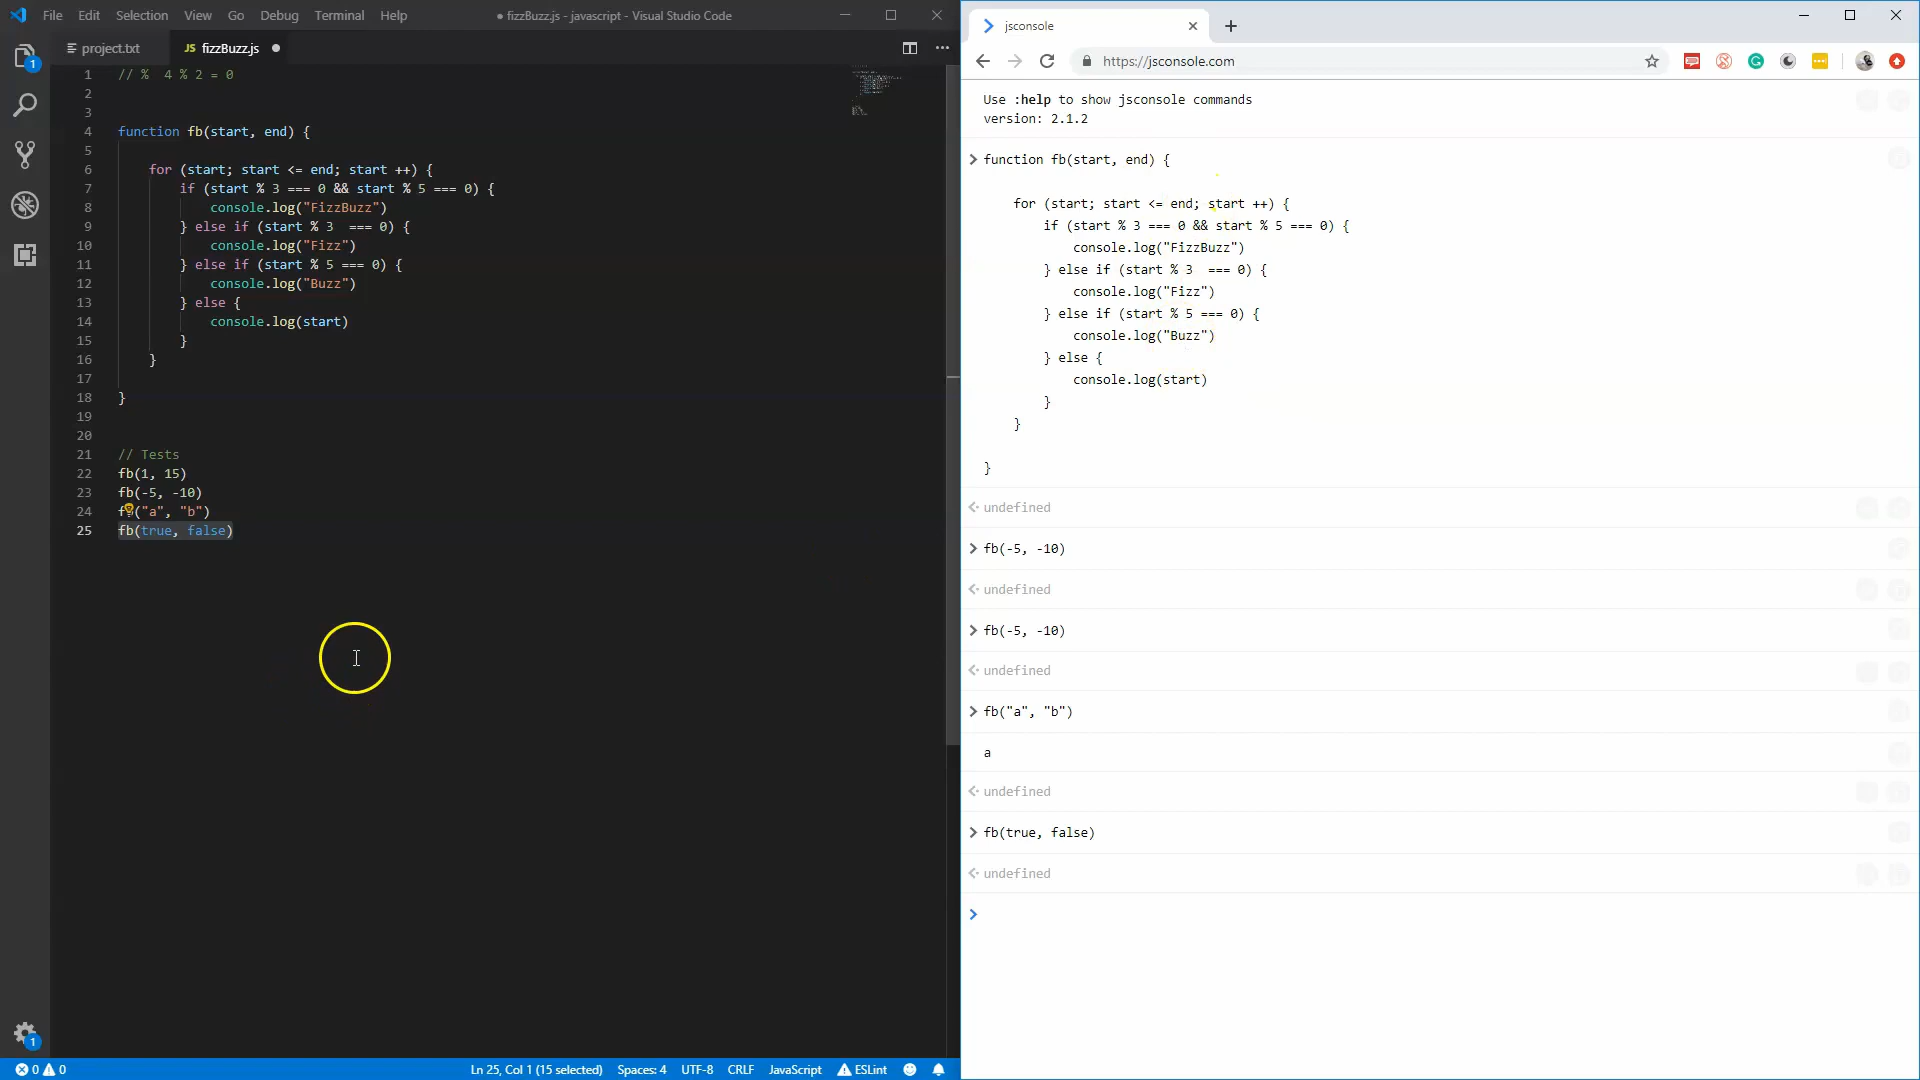 File Edit Selection View Go Debug Terminal Help
● fizzBuzz.js - javascript - Visual Studio Code
project.txt
JS fizzBuzz.js ●
1 // %  4 % 2 = 0
2
3
4 function fb(start, end) {
5
6     for (start; start <= end; start ++) {
7         if (start % 3 === 0 && start % 5 === 0) {
8             console.log("FizzBuzz")
9         } else if (start % 3  === 0) {
10             console.log("Fizz")
11         } else if (start % 5 === 0) {
12             console.log("Buzz")
13         } else {
14             console.log(start)
15         }
16     }
17
18 }
19
20
21 // Tests
22 fb(1, 15)
23 fb(-5, -10)
24 f ("a", "b")
25 fb(true, false)
1
1
0 0
Ln 25, Col 1 (15 selected)
Spaces: 4
UTF-8
CRLF
JavaScript
ESLint
jsconsole
https://jsconsole.com
Use :help to show jsconsole commands
version: 2.1.2
function fb(start, end) {
    for (start; start <= end; start ++) {
        if (start % 3 === 0 && start % 5 === 0) {
            console.log("FizzBuzz")
        } else if (start % 3  === 0) {
            console.log("Fizz")
        } else if (start % 5 === 0) {
            console.log("Buzz")
        } else {
            console.log(start)
        }
    }
}
undefined
fb(-5, -10)
undefined
fb(-5, -10)
undefined
fb("a", "b")
a
undefined
fb(true, false)
undefined